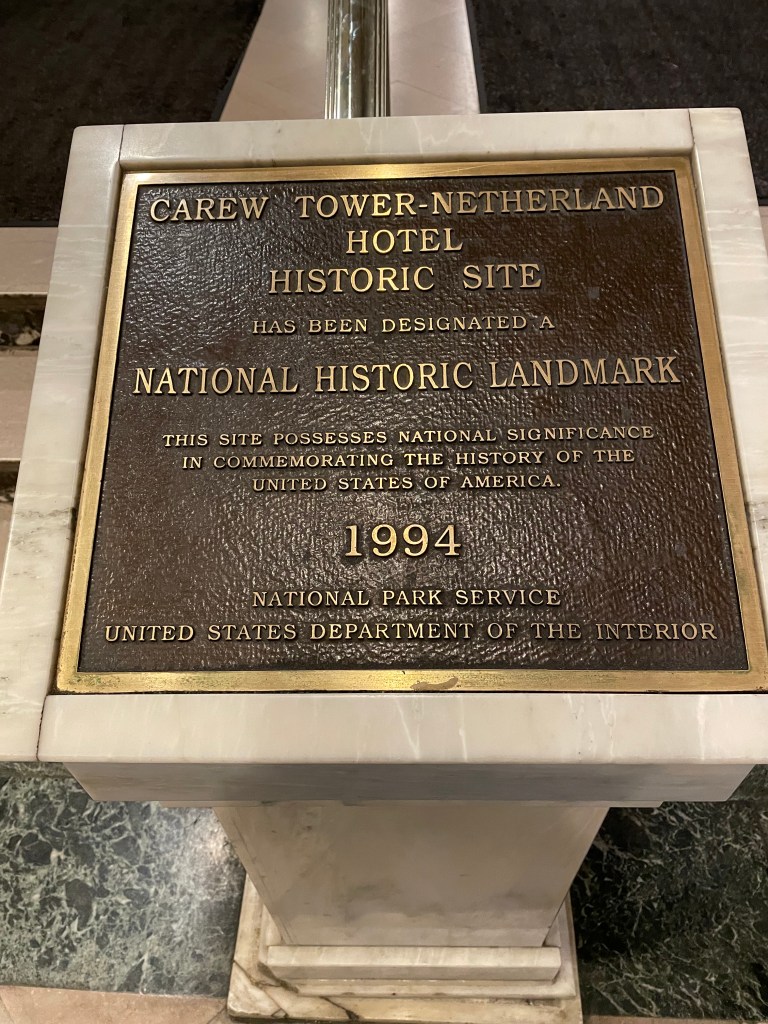 CAREW TOWER-NETHERLAND
HOTEL
HISTORIC SITE
HAS BEEN DESIGNATED A
NATIONAL HISTORIC LANDMARK
THIS SITE POSSESSES NATIONAL SIGNIFICANCE
IN COMMEMORATING THE HISTORY OF THE
UNITED STATES OF AMERICA.
1994
NATIONAL PARK SERVICE
UNITED STATES DEPARTMENT OF THE INTERIOR